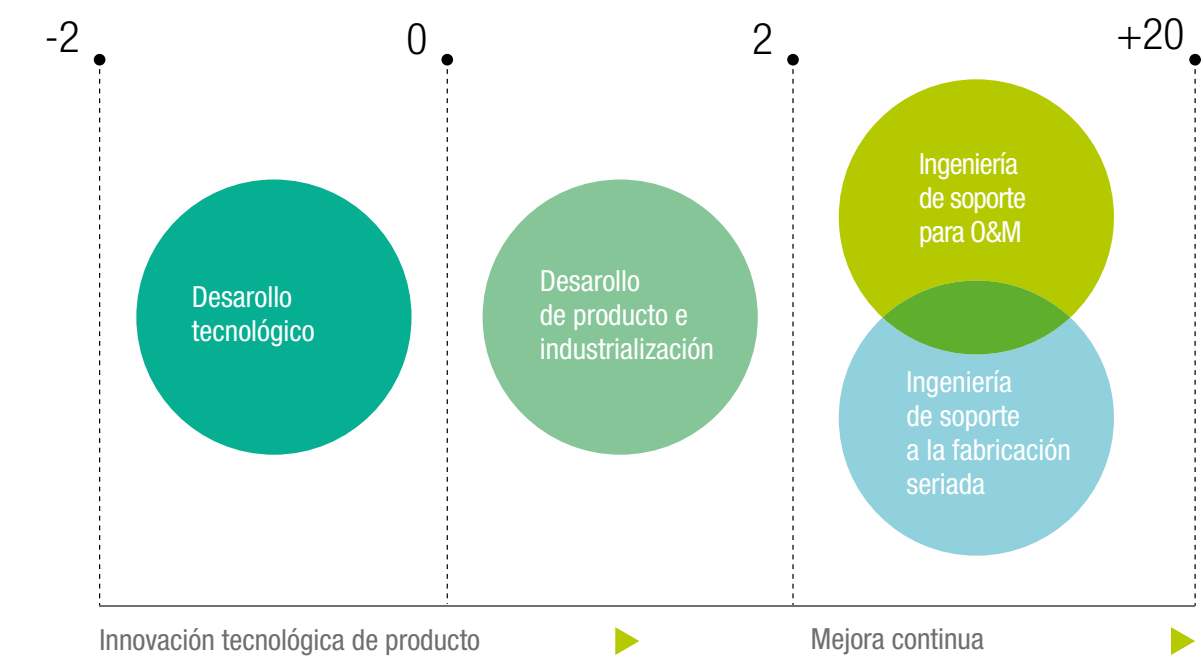 -2
0
2
+20
Desarollo
tecnológico
Desarollo
de producto e
industrialización
Ingeniería
de soporte
para O&M
Ingeniería
de soporte
a la fabricación
seriada
Innovación tecnológica de producto
Mejora continua